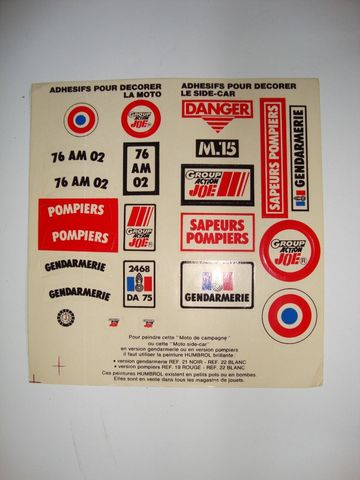 ADHESIFS POUR DECORER
LA MOTO
ADHESIFS POUR DECORER
LE SIDE-CAR
GROUP
ACTION
JOE
DANGER
76 AM 02
76 AM 02
76
AM
02
M.15
GROUP
ACTION
JOE
SAPEURS POMPIERS
GENDARMERIE
POMPIERS
POMPIERS
GROUP
ACTION
JOE
SAPEURS
POMPIERS
GROUP
ACTION
JOE
GENDARMERIE
GENDARMERIE
2468
DA 75
GENDARMERIE
Pour peindre cette "Moto de campagne"
ou cette "Moto side-car"
en version gendarmerie ou en version pompiers
il faut utiliser la peinture HUMBROL brillante :
• version gendarmerie REF. 21 NOIR - REF. 22 BLANC
• version pompiers REF. 19 ROUGE - REF. 22 BLANC
Ces peintures HUMBROL existent en petits pots ou en bombes.
Elles sont en vente dans tous les magasins de jouets.